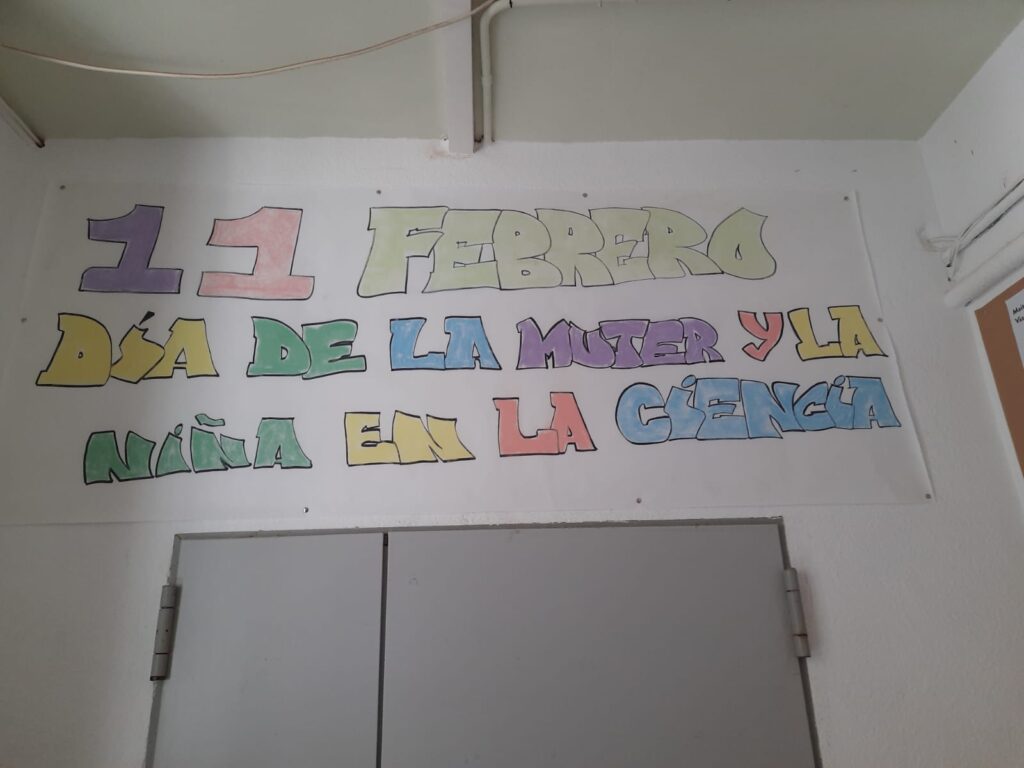 11 FEBRERO
DÍA DE LA MUJER Y LA
NIÑA EN LA CIENCIA